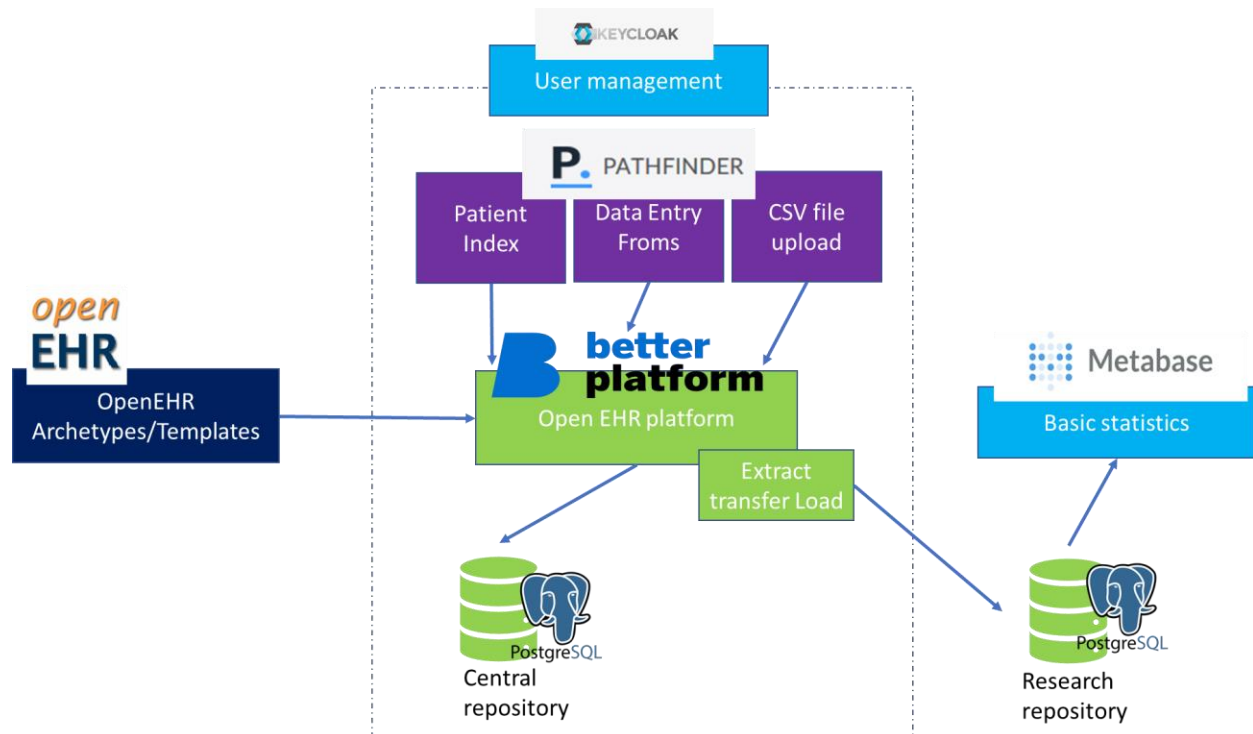 KEYCLOAK
User management
P. PATHFINDER
Patient
Index
Data Entry
Froms
CSV file
upload
open
EHR
OpenEHR
Archetypes/Templates
better
platform
Open EHR platform
Extract
transfer Load
Metabase
Basic statistics
PostgreSQL
Central
repository
PostgreSQL
Research
repository